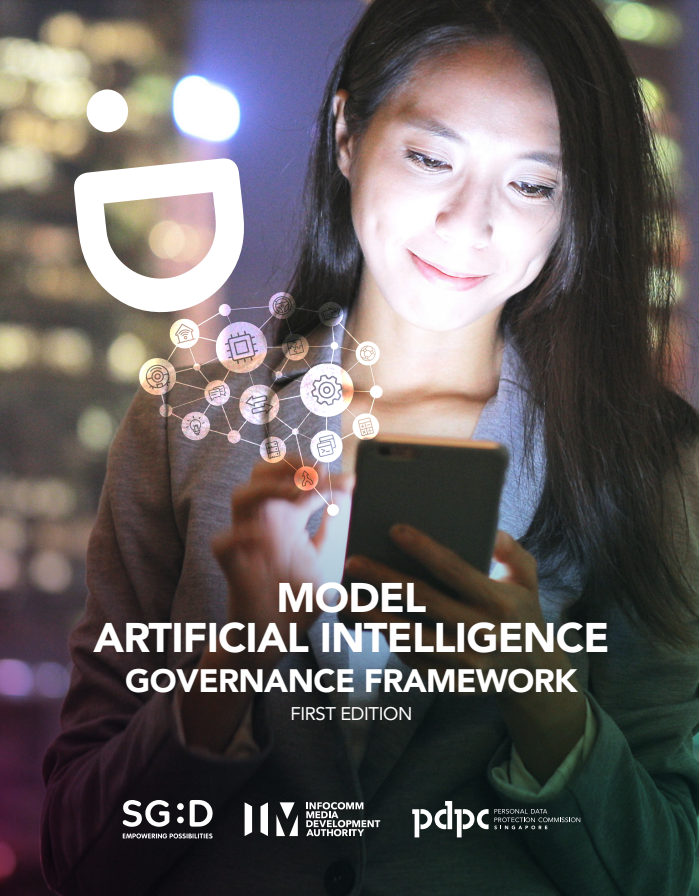 MODEL
ARTIFICIAL INTELLIGENCE
GOVERNANCE FRAMEWORK
FIRST EDITION
SG:D
EMPOWERING POSSIBILITIES
INFOCOMM
MEDIA
DEVELOPMENT
AUTHORITY
pdpc
PERSONAL DATA
PROTECTION COMMISSION
SINGAPORE